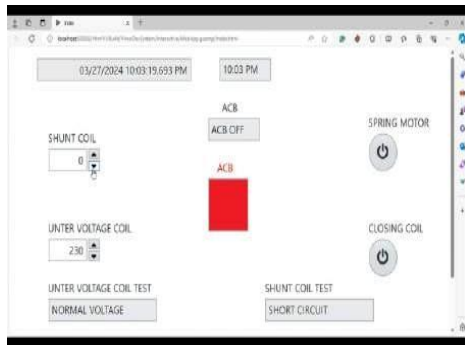 03/27/2024 10:03:19.693 PM
10:03 PM
ACB
ACB OFF
SPRING MOTOR
SHUNT COIL
0
ACB
UNTER VOLTAGE COIL
230
CLOSING COIL
UNTER VOLTAGE COIL TEST
SHUNT COIL TEST
NORMAL VOLTAGE
SHORT CIRCUIT